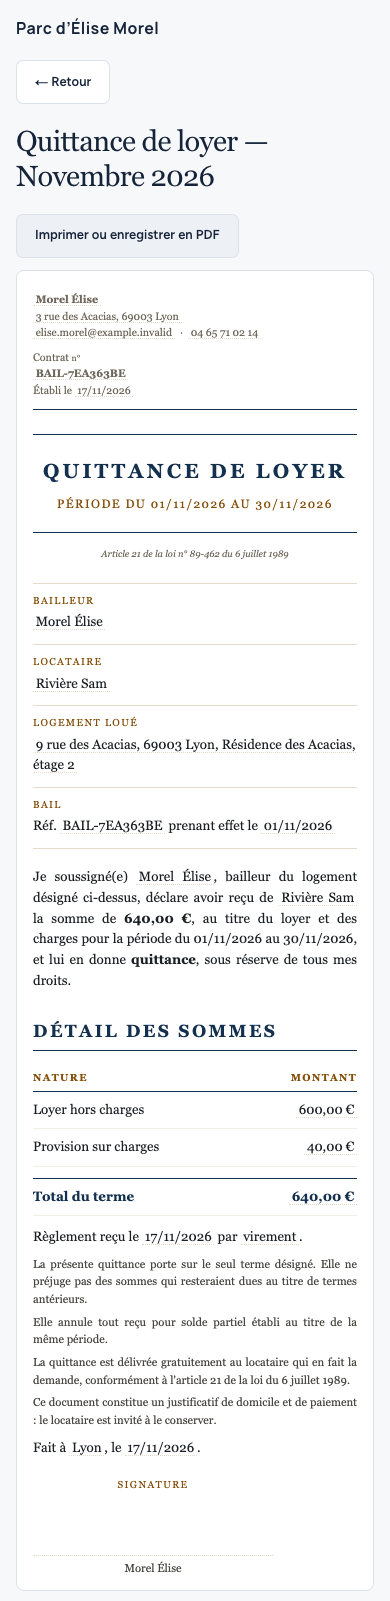 Parc d’Élise Morel
← Retour
Quittance de loyer —
Novembre 2026
Imprimer ou enregistrer en PDF
Morel Élise
3 rue des Acacias, 69003 Lyon
elise.morel@example.invalid · 04 65 71 02 14
Contrat n°
BAIL-7EA363BE
Établi le 17/11/2026
QUITTANCE DE LOYER
PÉRIODE DU 01/11/2026 AU 30/11/2026
Article 21 de la loi n° 89-462 du 6 juillet 1989
BAILLEUR
Morel Élise
LOCATAIRE
Rivière Sam
LOGEMENT LOUÉ
9 rue des Acacias, 69003 Lyon, Résidence des Acacias,
étage 2
BAIL
Réf. BAIL-7EA363BE prenant effet le 01/11/2026
Je soussigné(e) Morel Élise, bailleur du logement
désigné ci-dessus, déclare avoir reçu de Rivière Sam
la somme de 640,00 €, au titre du loyer et des
charges pour la période du 01/11/2026 au 30/11/2026,
et lui en donne quittance, sous réserve de tous mes
droits.
DÉTAIL DES SOMMES
NATURE MONTANT
Loyer hors charges 600,00 €
Provision sur charges 40,00 €
Total du terme 640,00 €
Règlement reçu le 17/11/2026 par virement.
La présente quittance porte sur le seul terme désigné. Elle ne
préjuge pas des sommes qui resteraient dues au titre de termes
antérieurs.
Elle annule tout reçu pour solde partiel établi au titre de la
même période.
La quittance est délivrée gratuitement au locataire qui en fait la
demande, conformément à l'article 21 de la loi du 6 juillet 1989.
Ce document constitue un justificatif de domicile et de paiement
: le locataire est invité à le conserver.
Fait à Lyon, le 17/11/2026.
SIGNATURE
Morel Élise